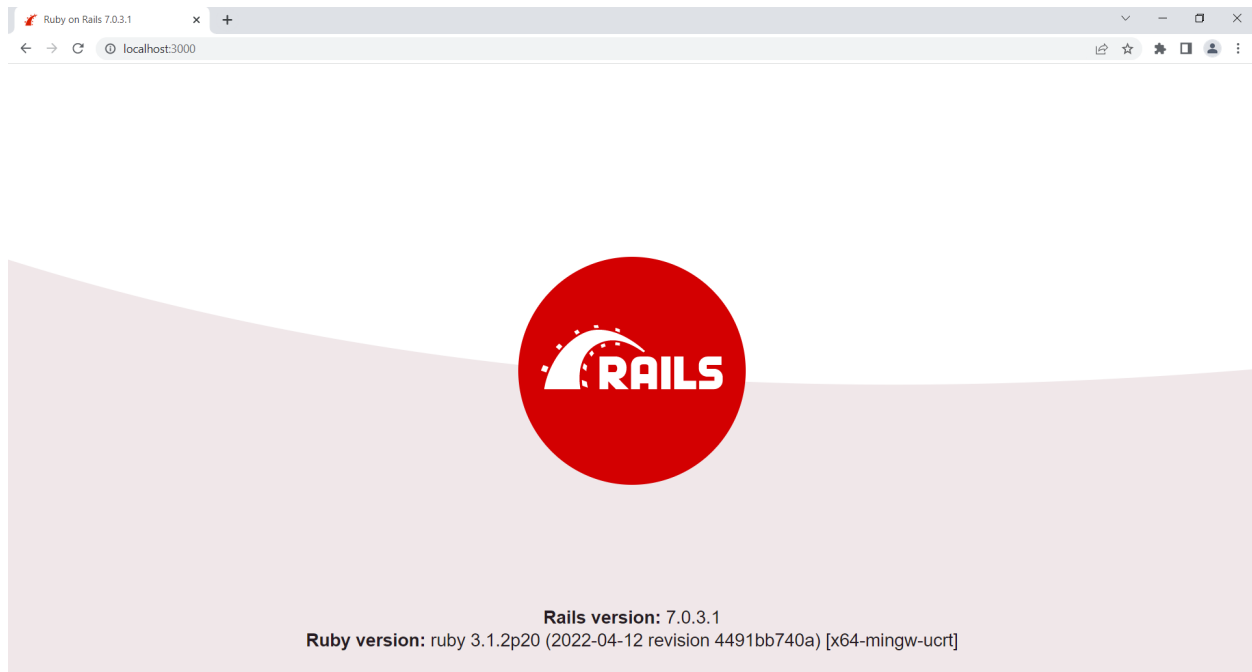 Ruby on Rails 7.0.3.1
localhost:3000
RAILS
Rails version: 7.0.3.1
Ruby version: ruby 3.1.2p20 (2022-04-12 revision 4491bb740a) [x64-mingw-ucrt]